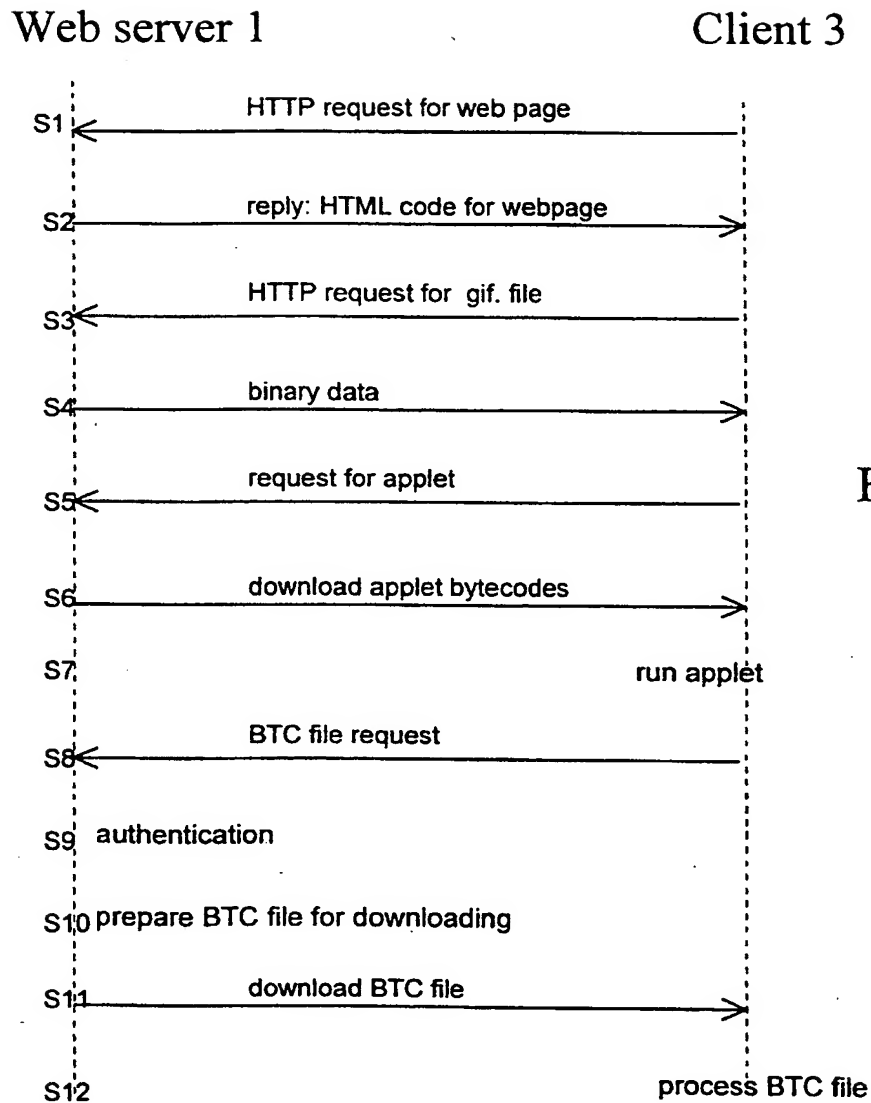 Web server 1
Client 3
S1
HTTP request for web page
S2
reply: HTML code for webpage
S3
HTTP request for gif. file
S4
binary data
S5
request for applet
S6
download applet bytecodes
S7
run applet
S8
BTC file request
S9
authentication
S10
prepare BTC file for downloading
S11
download BTC file
S12
process BTC file